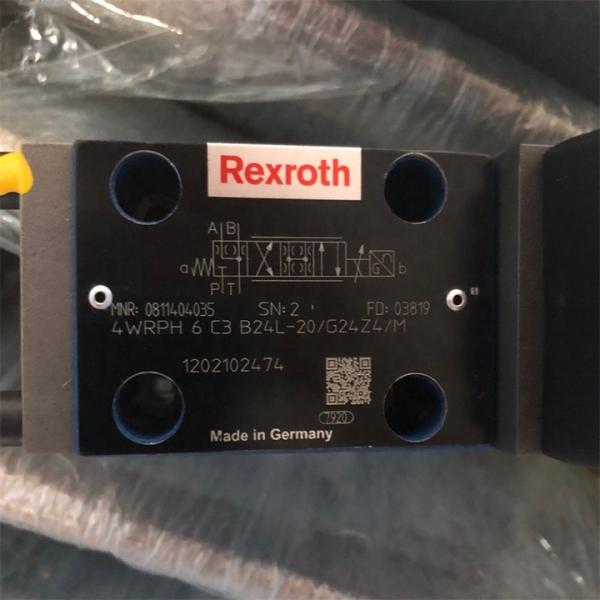 Rexroth
A B
a T G b
P T
MNR: 0811404035 SN: 2 FD: 03819
4WRPH 6 C3 B24L-20/G24Z4/M
1202102474
7920
Made in Germany